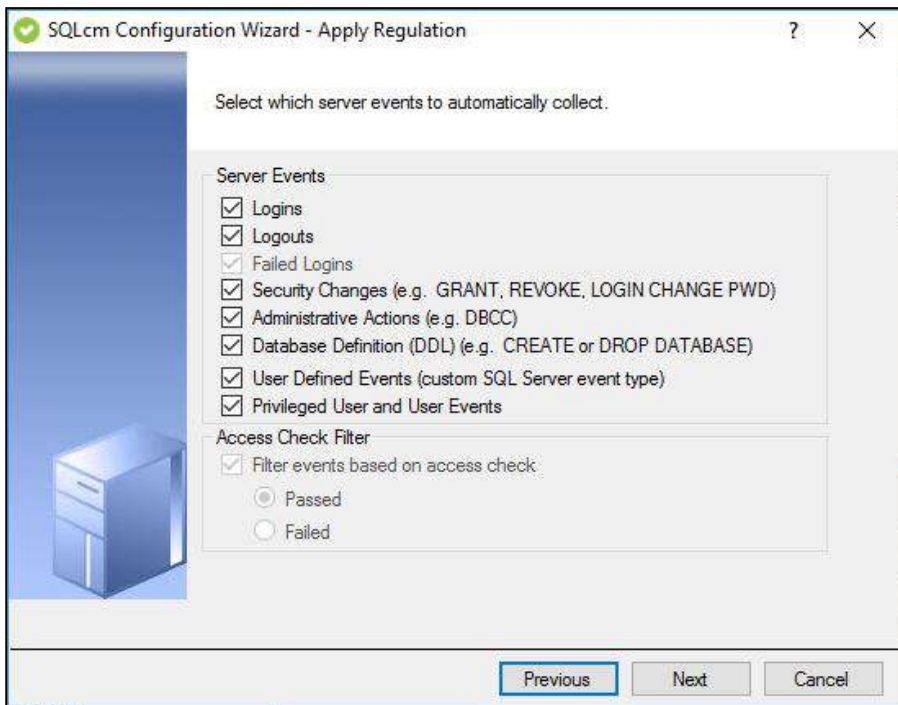 SQLcm Configuration Wizard - Apply Regulation
?
Select which server events to automatically collect.
Server Events
Logins
Logouts
Failed Logins
Security Changes (e.g. GRANT, REVOKE, LOGIN CHANGE PWD)
Administrative Actions (e.g. DBCC)
Database Definition (DDL) (e.g. CREATE or DROP DATABASE)
User Defined Events (custom SQL Server event type)
Privileged User and User Events
Access Check Filter
Filter events based on access check
Passed
Failed
Previous Next Cancel